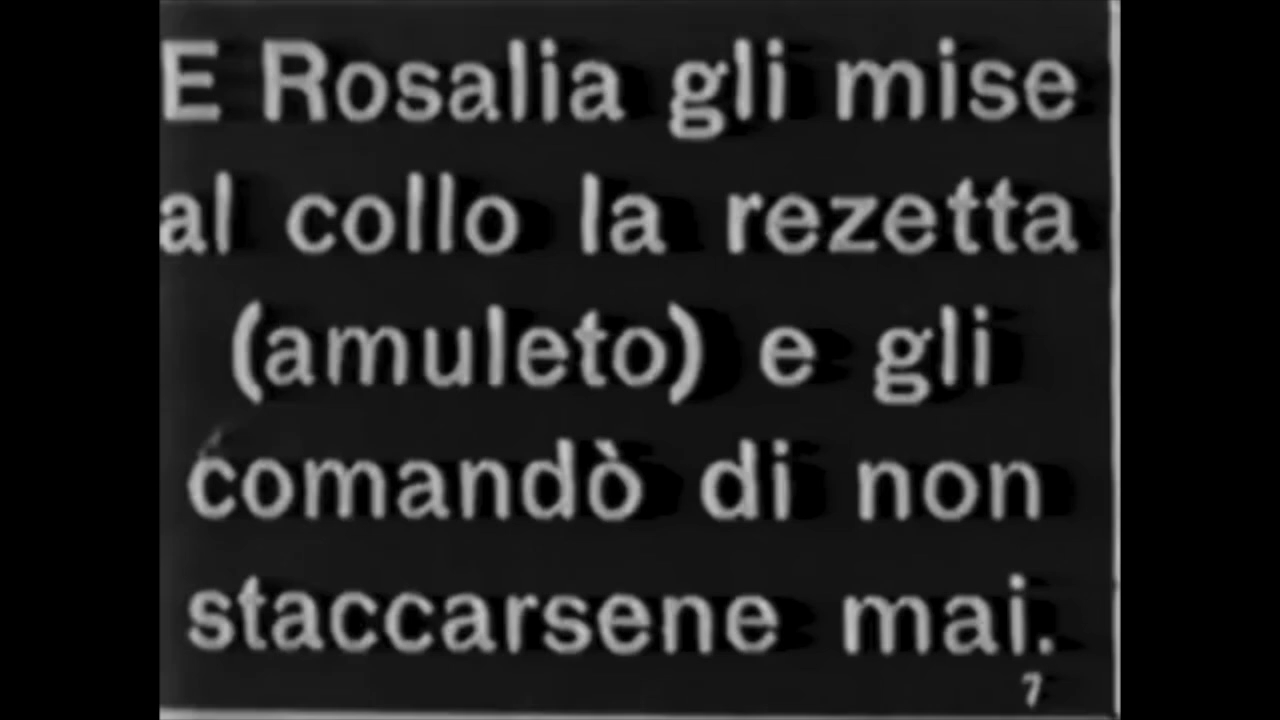 E Rosalia gli mise
al collo la rezetta
(amuleto) e gli
comandò di non
staccarsene mai.
7